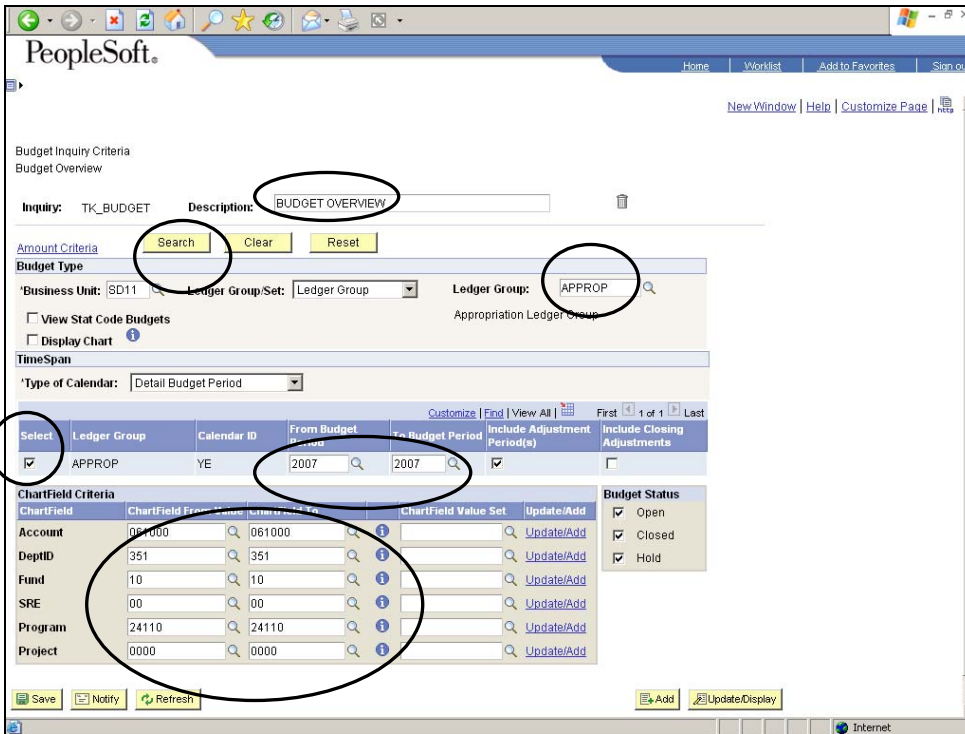 PeopleSoft®
Home Worklist Add to Favorites Sign ou
New Window | Help | Customize Page | http
Budget Inquiry Criteria
Budget Overview
Inquiry: TK_BUDGET Description: BUDGET OVERVIEW
Amount Criteria Search Clear Reset
Budget Type
*Business Unit: SD11 Ledger Group/Set: Ledger Group Ledger Group: APPROP
View Stat Code Budgets Appropriation Ledger Group
Display Chart
TimeSpan
*Type of Calendar: Detail Budget Period
Customize | Find | View All | First 1 of 1 Last
Select Ledger Group Calendar ID From Budget Period To Budget Period Include Adjustment Period(s) Include Closing Adjustments
APPROP YE 2007 2007
ChartField Criteria Budget Status
ChartField ChartField From Value ChartField To ChartField Value Set Update/Add Open
Account 061000 061000 Update/Add Closed
DeptID 351 351 Update/Add Hold
Fund 10 10 Update/Add
SRE 00 00 Update/Add
Program 24110 24110 Update/Add
Project 0000 0000 Update/Add
Save Notify Refresh Add Update/Display
Internet